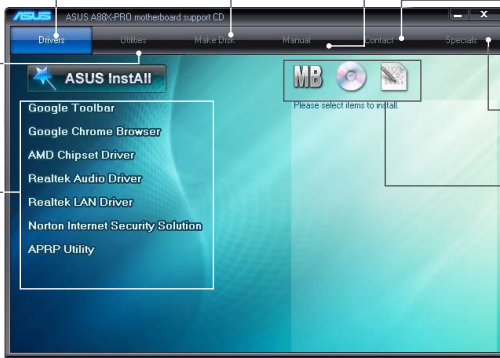 ASUS ASUS A88X-PRO motherboard support CD
Drivers Utilities Make Disk Manual Contact Specials
ASUS InstAll
MB
Please select items to install.
Google Toolbar
Google Chrome Browser
AMD Chipset Driver
Realtek Audio Driver
Realtek LAN Driver
Norton Internet Security Solution
APRP Utility